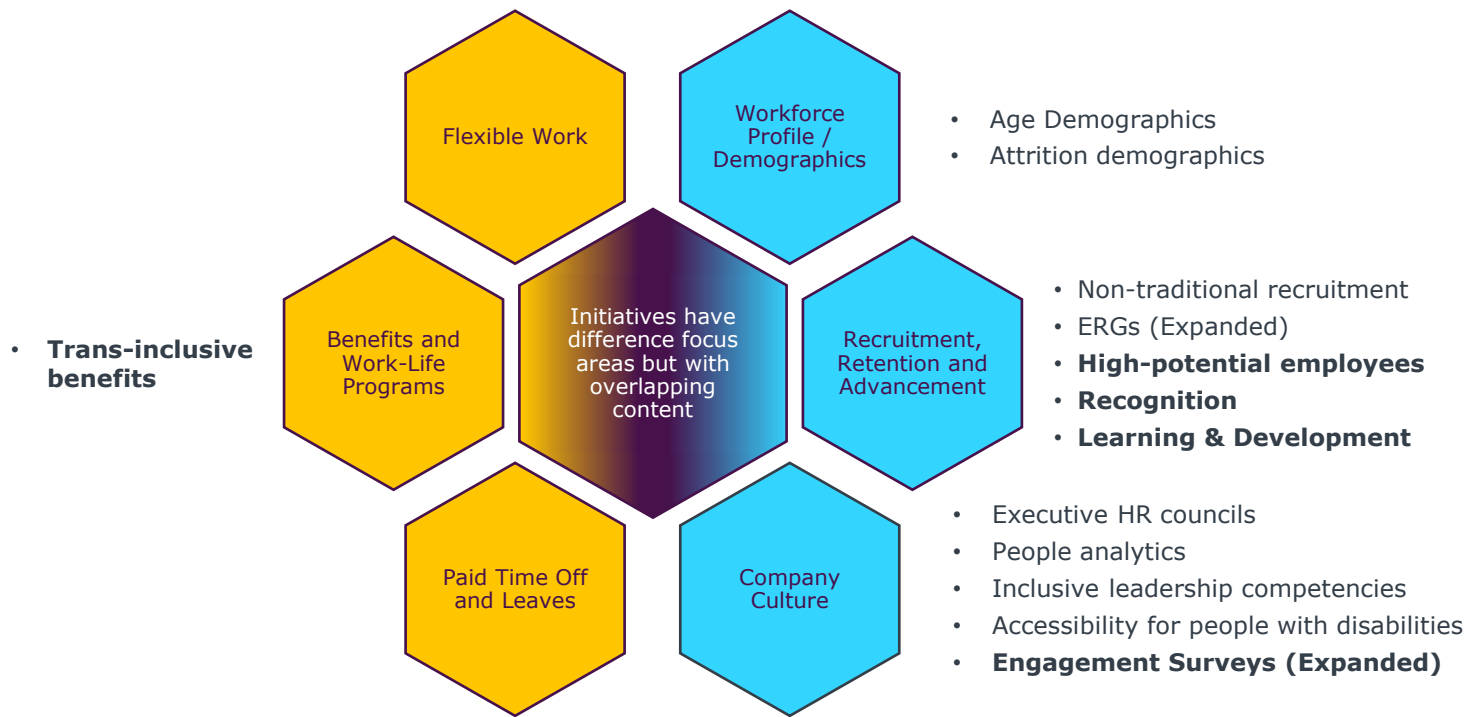 Flexible Work
Workforce
Profile /
Demographics
• Age Demographics
• Attrition demographics
• Trans-inclusive
benefits
Benefits and
Work-Life
Programs
Initiatives have
difference focus
areas but with
overlapping
content
Recruitment,
Retention and
Advancement
• Non-traditional recruitment
• ERGs (Expanded)
• High-potential employees
• Recognition
• Learning & Development
Paid Time Off
and Leaves
Company
Culture
• Executive HR councils
• People analytics
• Inclusive leadership competencies
• Accessibility for people with disabilities
• Engagement Surveys (Expanded)